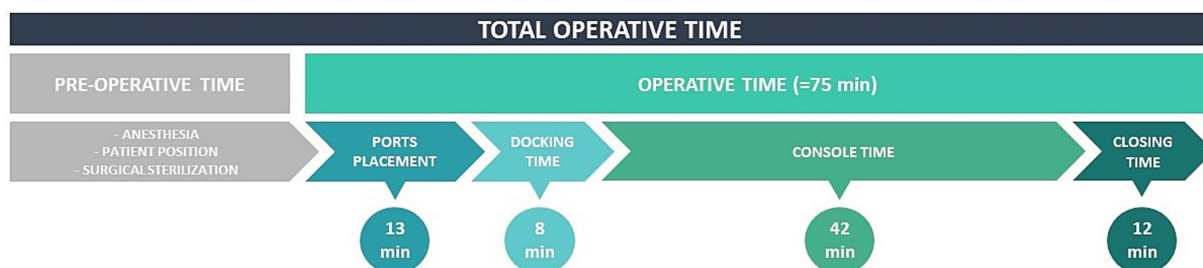 TOTAL OPERATIVE TIME
PRE-OPERATIVE TIME
OPERATIVE TIME (=75 min)
- ANESTHESIA
- PATIENT POSITION
- SURGICAL STERILIZATION
PORTS
PLACEMENT
DOCKING
TIME
CONSOLE TIME
CLOSING
TIME
13
min
8
min
42
min
12
min